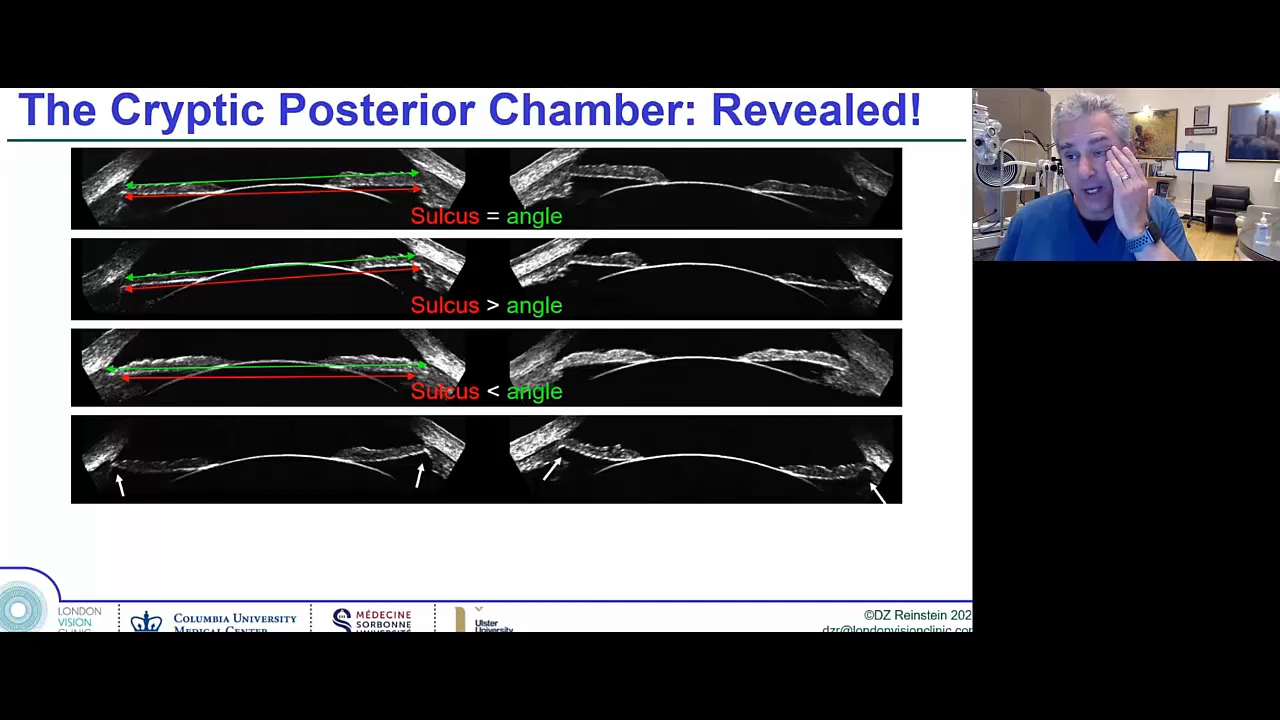 The Cryptic Posterior Chamber: Revealed!
Sulcus = angle
Sulcus > angle
Sulcus < angle
LONDON
VISION
CLINIC
COLUMBIA UNIVERSITY
MEDICAL CENTER
MÉDECINE
SORBONNE
UNIVERSITÉ
Ulster
University
©DZ Reinstein 202
dzr@londonvisionclinic.com